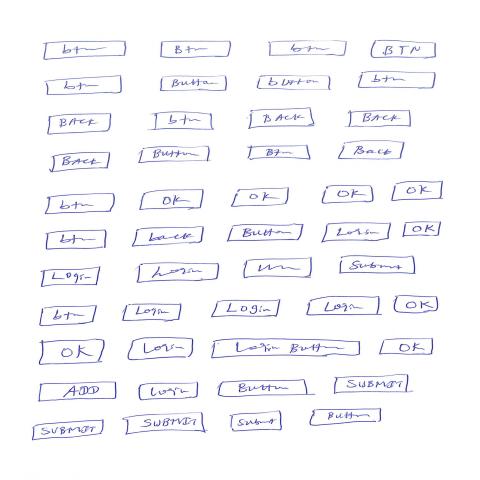 btn Btn btn BTN
btn Button button btn
BACK btn BACK BACK
BACK Button Btn Back
btn OK OK OK OK
btn back Button Login OK
Login Login Submit
btn Login Login Login OK
OK Login Login Button OK
ADD Login Button SUBMIT
SUBMIT SUBMIT Submit Button